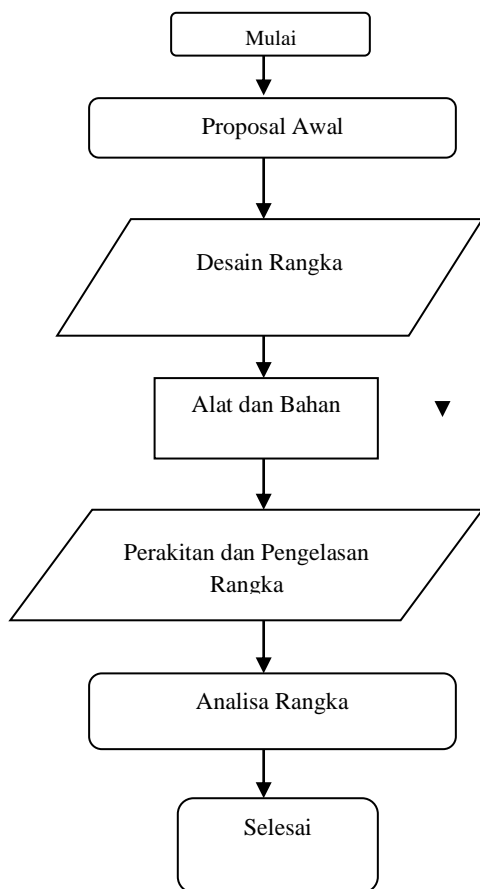 Mulai
Proposal Awal
Desain Rangka
Alat dan Bahan
Perakitan dan Pengelasan
Rangka
Analisa Rangka
Selesai